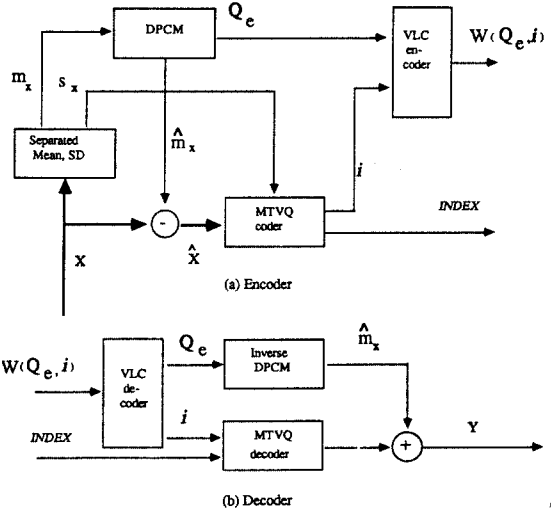 DPCM
Q_e
VLC
en-
coder
W(Q_e,i)
m_x
s_x
Separated
Mean, SD
m̂_x
i
-
x̂
MTVQ
coder
INDEX
x
(a) Encoder
W(Q_e,i)
VLC
de-
coder
Q_e
Inverse
DPCM
m̂_x
i
INDEX
MTVQ
decoder
+
Y
(b) Decoder